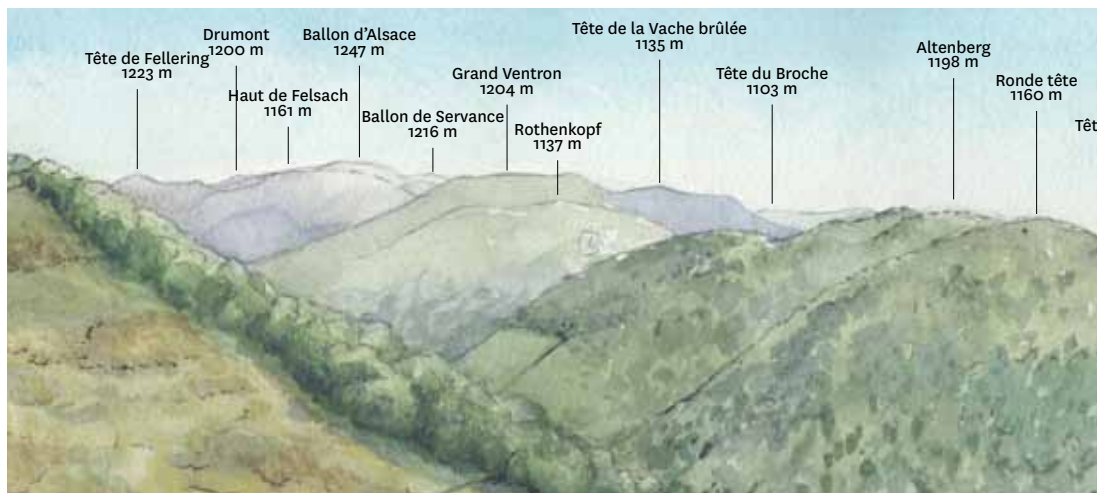 Tête de Fellering
1223 m
Drumont
1200 m
Haut de Felsach
1161 m
Ballon d'Alsace
1247 m
Ballon de Servance
1216 m
Grand Ventron
1204 m
Rothenkopf
1137 m
Tête de la Vache brûlée
1135 m
Tête du Broche
1103 m
Altenberg
1198 m
Ronde tête
1160 m
Têt